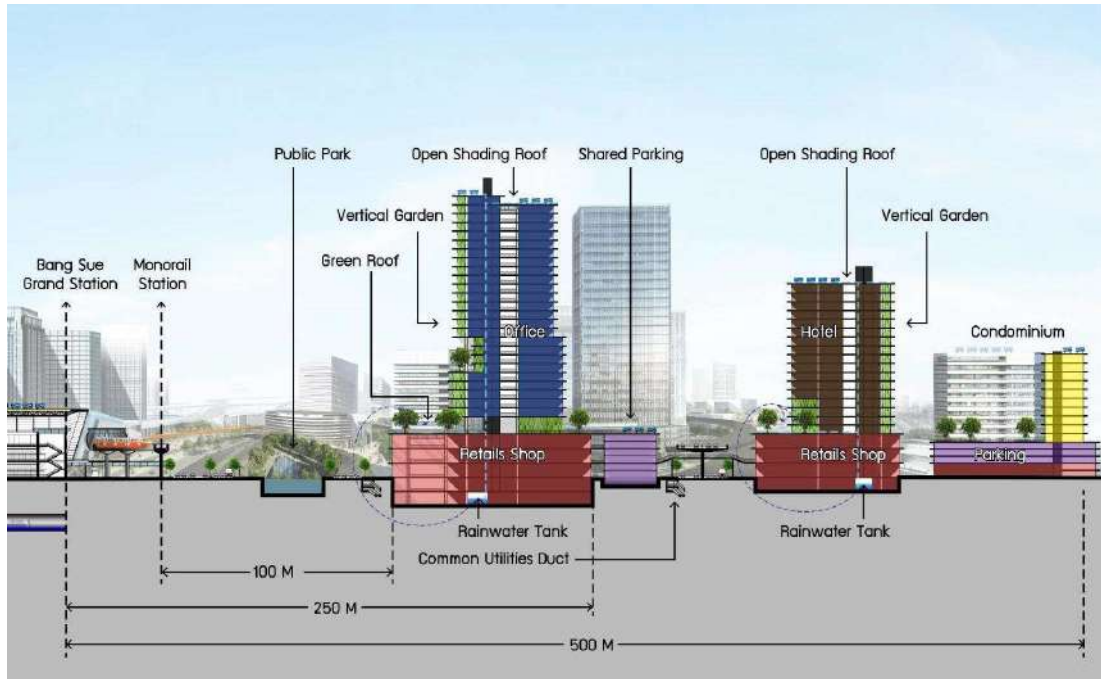 Public Park
Open Shading Roof
Shared Parking
Open Shading Roof
Vertical Garden
Vertical Garden
Green Roof
Bang Sue
Grand Station
Monorail
Station
Office
Hotel
Condominium
Retails Shop
Retails Shop
Parking
Rainwater Tank
Rainwater Tank
Common Utilities Duct
100 M
250 M
500 M